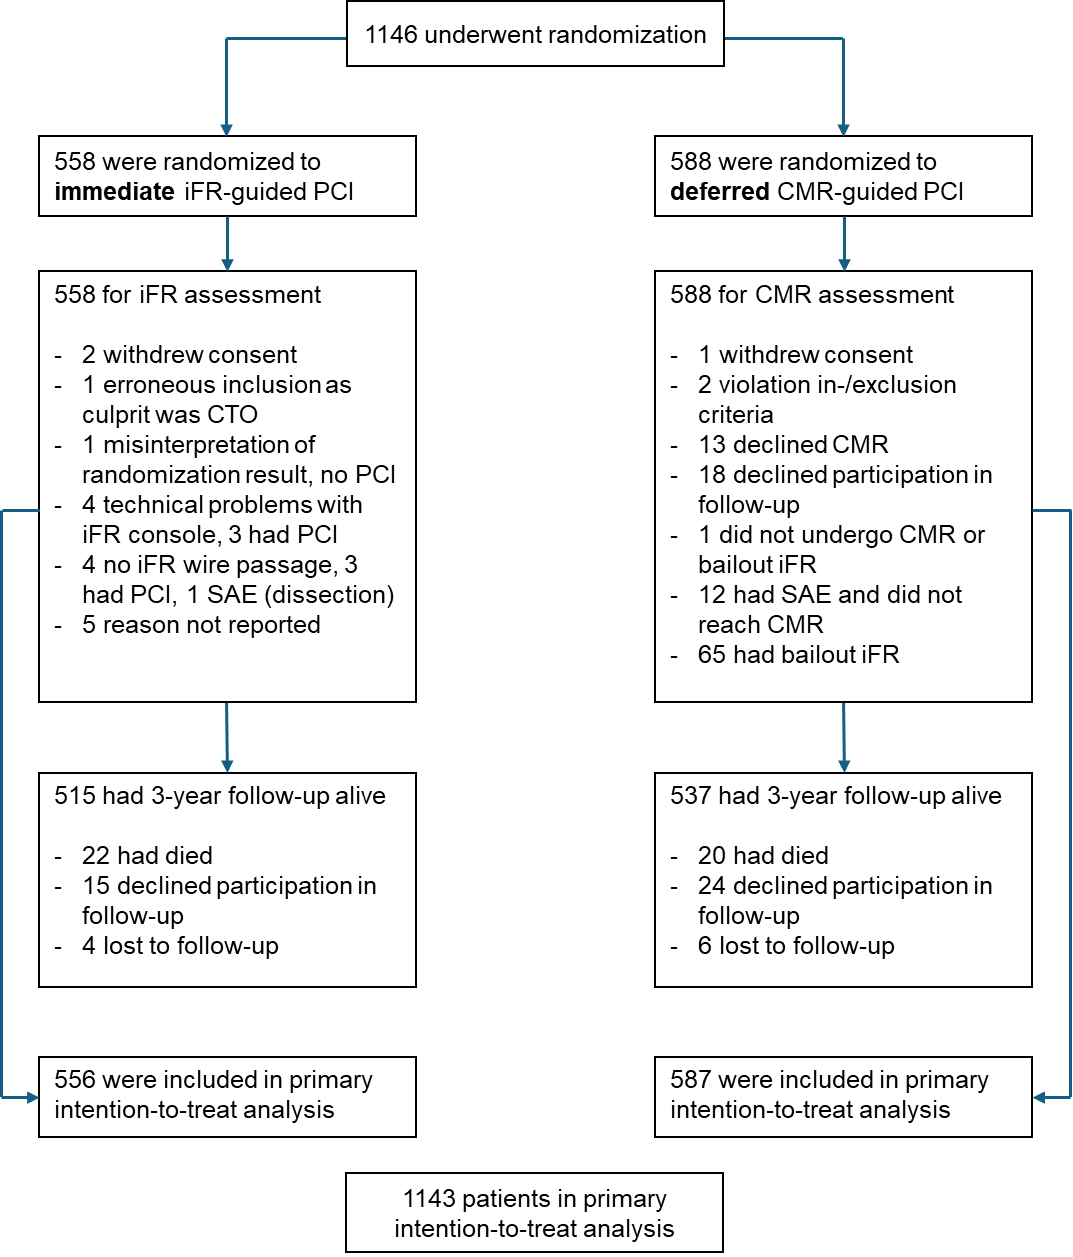 1146 underwent randomization
558 were randomized to
immediate iFR-guided PCI
588 were randomized to
deferred CMR-guided PCI
558 for iFR assessment
- 2 withdrew consent
- 1 erroneous inclusion as
culprit was CTO
- 1 misinterpretation of
randomization result, no PCI
- 4 technical problems with
iFR console, 3 had PCI
- 4 no iFR wire passage, 3
had PCI, 1 SAE (dissection)
- 5 reason not reported
588 for CMR assessment
- 1 withdrew consent
- 2 violation in-/exclusion
criteria
- 13 declined CMR
- 18 declined participation in
follow-up
- 1 did not undergo CMR or
bailout iFR
- 12 had SAE and did not
reach CMR
- 65 had bailout iFR
515 had 3-year follow-up alive
- 22 had died
- 15 declined participation in
follow-up
- 4 lost to follow-up
537 had 3-year follow-up alive
- 20 had died
- 24 declined participation in
follow-up
- 6 lost to follow-up
556 were included in primary
intention-to-treat analysis
587 were included in primary
intention-to-treat analysis
1143 patients in primary
intention-to-treat analysis